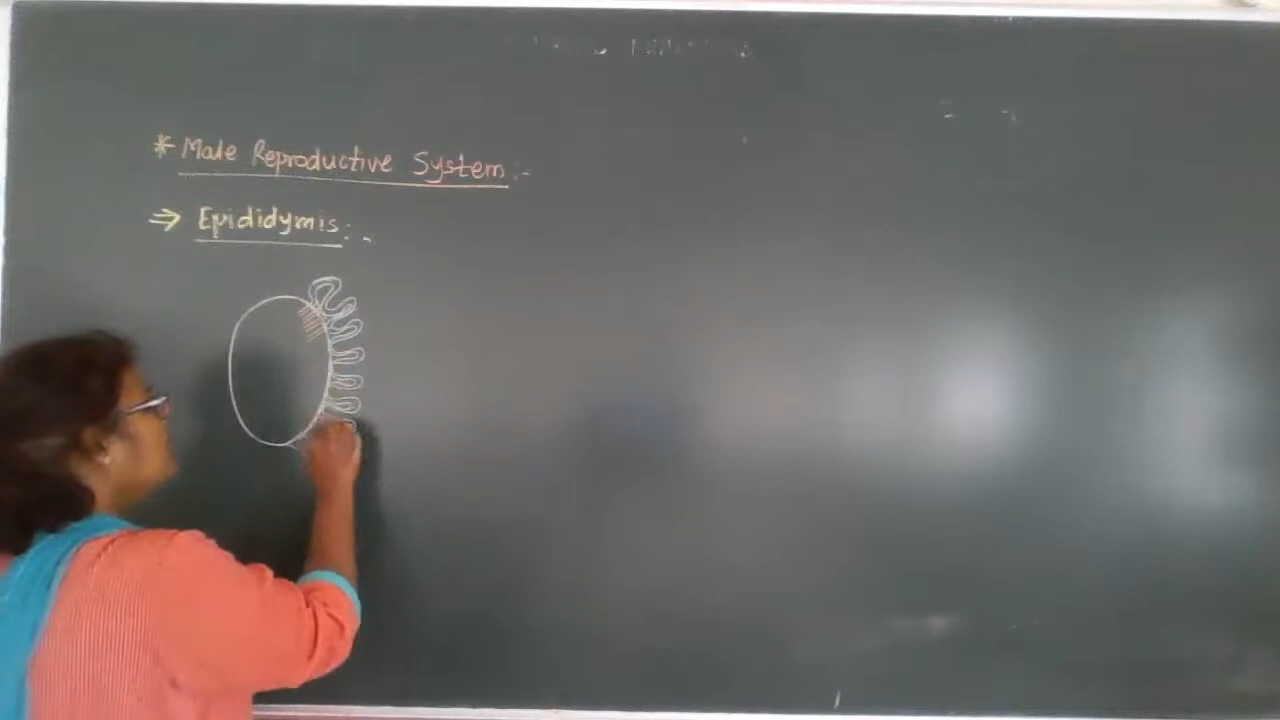 * Male Reproductive System :-
⇒ Epididymis :-